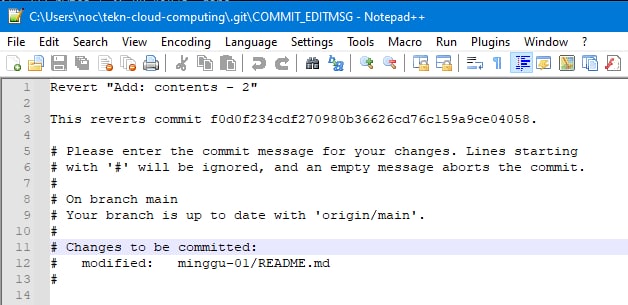 C:\Users\noc\tekn-cloud-computing\.git\COMMIT_EDITMSG - Notepad++
File Edit Search View Encoding Language Settings Tools Macro Run Plugins Window ?
1 Revert "Add: contents - 2"
2
3 This reverts commit f0d0f234cdf270980b36626cd76c159a9ce04058.
4
5 # Please enter the commit message for your changes. Lines starting
6 # with '#' will be ignored, and an empty message aborts the commit.
7 #
8 # On branch main
9 # Your branch is up to date with 'origin/main'.
10 #
11 # Changes to be committed:
12 #   modified:   minggu-01/README.md
13 #
14